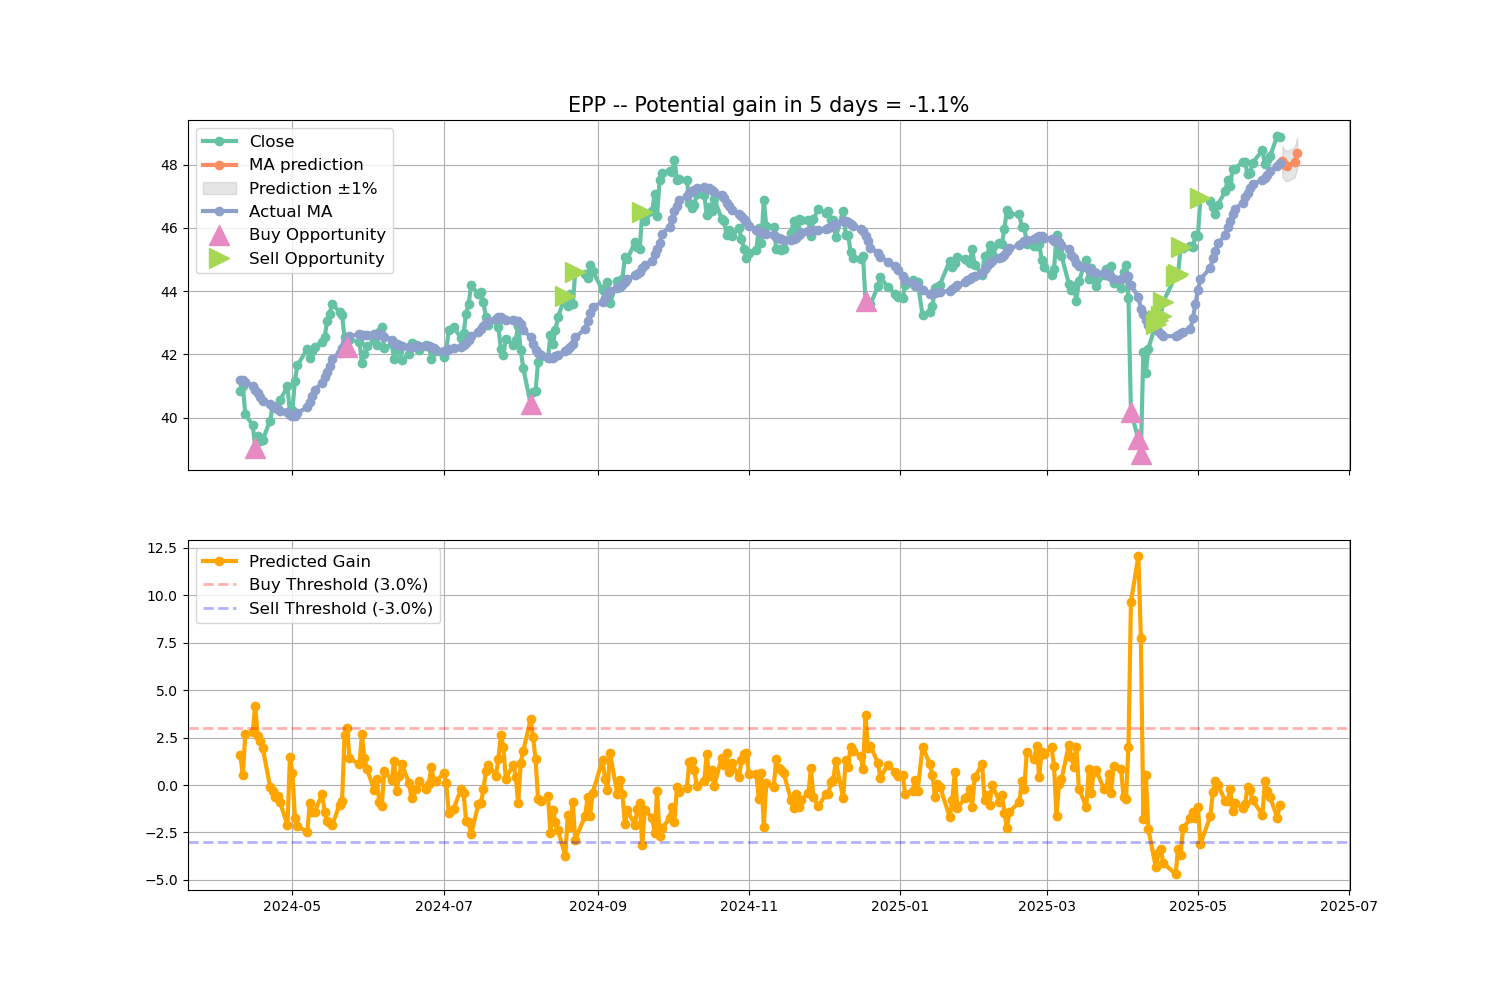 EPP -- Potential gain in 5 days = -1.1%
Close
MA prediction
Prediction ±1%
Actual MA
Buy Opportunity
Sell Opportunity
48
46
44
42
40
Predicted Gain
Buy Threshold (3.0%)
Sell Threshold (-3.0%)
12.5
10.0
7.5
5.0
2.5
0.0
−2.5
−5.0
2024-05 2024-07 2024-09 2024-11 2025-01 2025-03 2025-05 2025-07